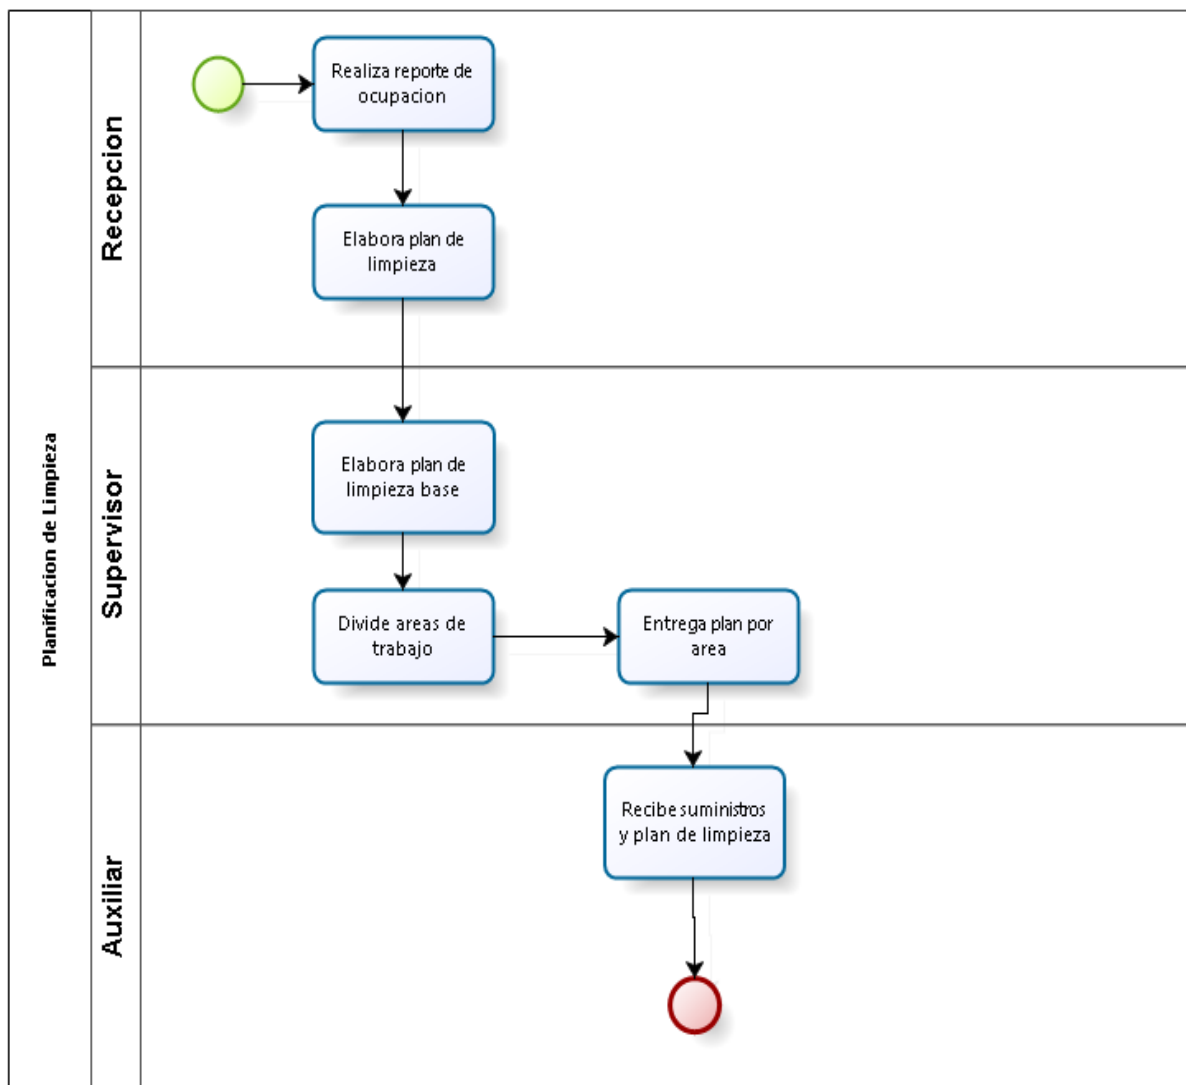 Planificacion de Limpieza
Recepcion
Realiza reporte de
ocupacion
Elabora plan de
limpieza
Supervisor
Elabora plan de
limpieza base
Divide areas de
trabajo
Entrega plan por
area
Auxiliar
Recibe suministros
y plan de limpieza